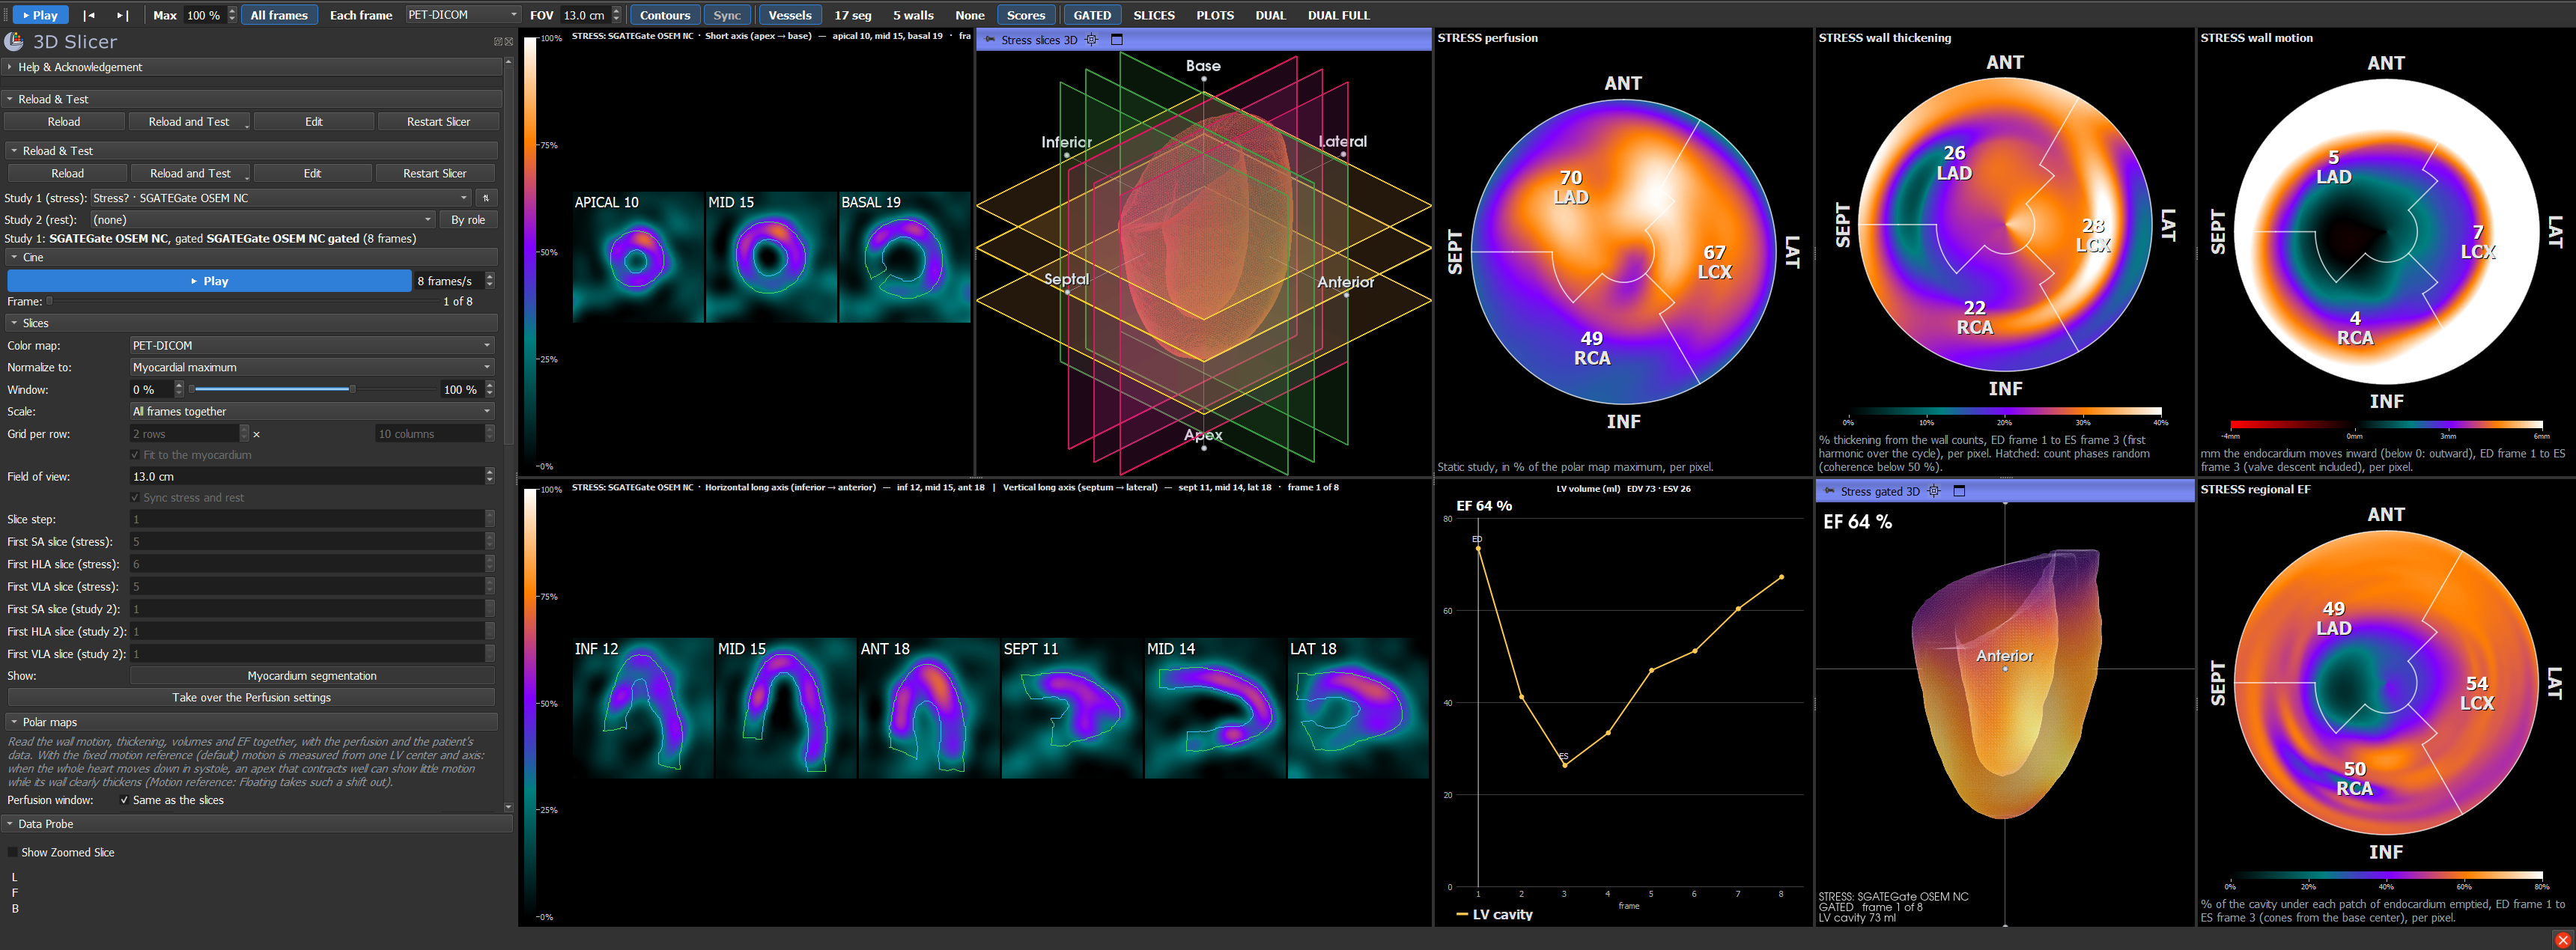 Play
Max 100 %
All frames
Each frame
PET-DICOM
FOV 13.0 cm
Contours
Sync
Vessels
17 seg
5 walls
None
Scores
GATED
SLICES
PLOTS
DUAL
DUAL FULL
3D Slicer
Help & Acknowledgement
Reload & Test
Reload
Reload and Test
Edit
Restart Slicer
Reload & Test
Reload
Reload and Test
Edit
Restart Slicer
Study 1 (stress): Stress? · SGATEGate OSEM NC
Study 2 (rest): (none)
By role
Study 1: SGATEGate OSEM NC, gated SGATEGate OSEM NC gated (8 frames)
Cine
Play
8 frames/s
Frame:
1 of 8
Slices
Color map: PET-DICOM
Normalize to: Myocardial maximum
Window: 0 % 100 %
Scale: All frames together
Grid per row: 2 rows × 10 columns
Fit to the myocardium
Field of view: 13.0 cm
Sync stress and rest
Slice step: 1
First SA slice (stress): 5
First HLA slice (stress): 6
First VLA slice (stress): 5
First SA slice (study 2): 1
First HLA slice (study 2): 1
First VLA slice (study 2): 1
Show: Myocardium segmentation
Take over the Perfusion settings
Polar maps
Read the wall motion, thickening, volumes and EF together, with the perfusion and the patient's
data. With the fixed motion reference (default) motion is measured from one LV center and axis:
when the whole heart moves down in systole, an apex that contracts well can show little motion
while its wall clearly thickens (Motion reference: Floating takes such a shift out).
Perfusion window: Same as the slices
Data Probe
Show Zoomed Slice
L
F
B
STRESS: SGATEGate OSEM NC · Short axis (apex → base) — apical 10, mid 15, basal 19 · fra
100%
75%
50%
25%
0%
APICAL 10
MID 15
BASAL 19
Stress slices 3D
Base
Inferior
Lateral
Septal
Anterior
Apex
STRESS perfusion
ANT
SEPT
LAT
INF
70
LAD
67
LCX
49
RCA
Static study, in % of the polar map maximum, per pixel.
STRESS wall thickening
ANT
SEPT
LAT
INF
26
LAD
28
LCX
22
RCA
0% 10% 20% 30% 40%
% thickening from the wall counts, ED frame 1 to ES frame 3 (first
harmonic over the cycle), per pixel. Hatched: count phases random
(coherence below 50 %).
STRESS wall motion
ANT
SEPT
LAT
INF
5
LAD
7
LCX
4
RCA
-4mm 0mm 3mm 6mm
mm the endocardium moves inward (below 0: outward), ED frame 1 to ES
frame 3 (valve descent included), per pixel.
STRESS: SGATEGate OSEM NC · Horizontal long axis (inferior → anterior) — inf 12, mid 15, ant 18 | Vertical long axis (septum → lateral) — sept 11, mid 14, lat 18 · frame 1 of 8
100%
75%
50%
25%
0%
INF 12
MID 15
ANT 18
SEPT 11
MID 14
LAT 18
LV volume (ml) EDV 73 · ESV 26
EF 64 %
80
60
40
20
0
ED
ES
1 2 3 4 5 6 7 8
frame
LV cavity
Stress gated 3D
EF 64 %
Anterior
STRESS: SGATEGate OSEM NC
GATED frame 1 of 8
LV cavity 73 ml
STRESS regional EF
ANT
SEPT
LAT
INF
49
LAD
54
LCX
50
RCA
0% 20% 40% 60% 80%
% of the cavity under each patch of endocardium emptied, ED frame 1 to
ES frame 3 (cones from the base center), per pixel.